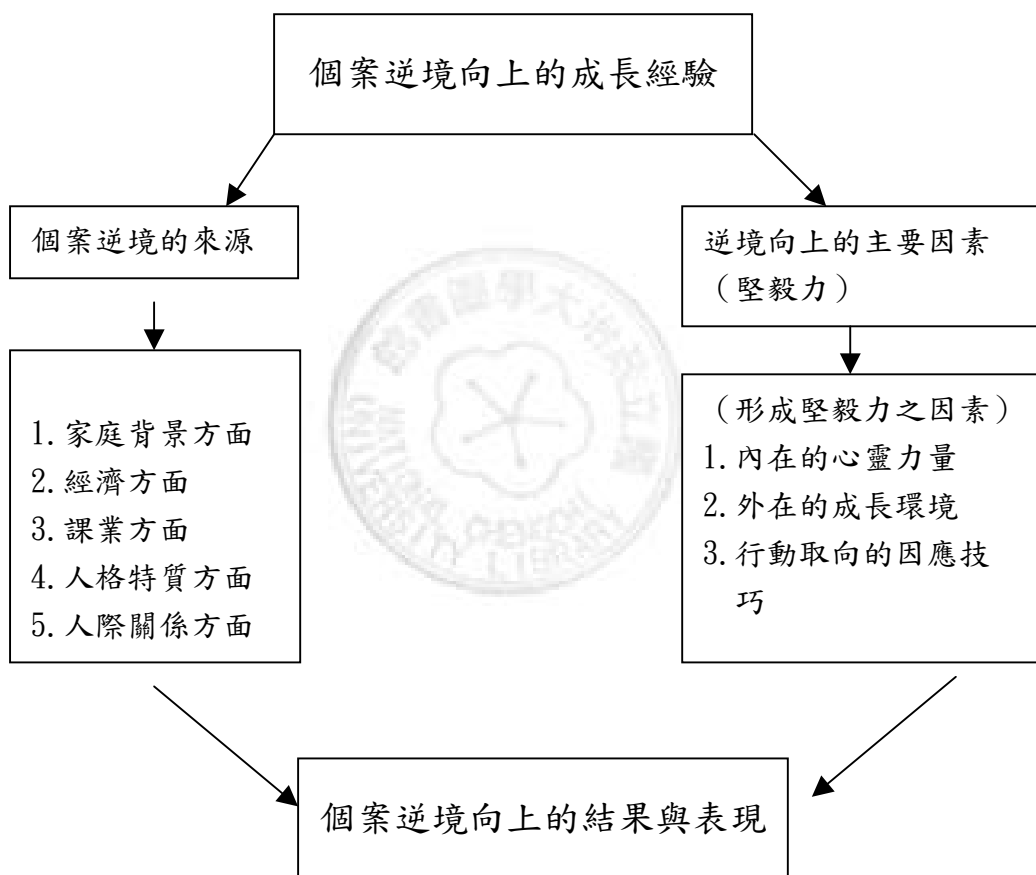 個案逆境向上的成長經驗
個案逆境的來源
逆境向上的主要因素
（堅毅力）
1.家庭背景方面
2.經濟方面
3.課業方面
4.人格特質方面
5.人際關係方面
（形成堅毅力之因素）
1.內在的心靈力量
2.外在的成長環境
3.行動取向的因應技
巧
個案逆境向上的結果與表現